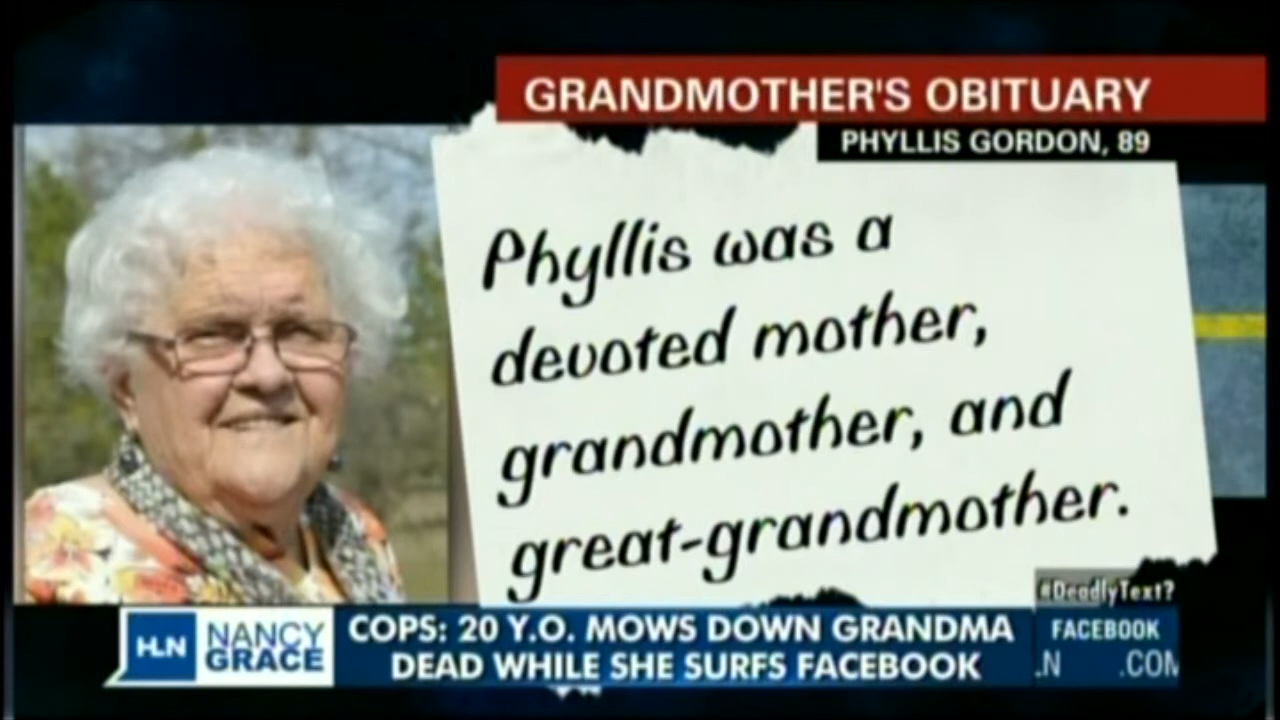 GRANDMOTHER'S OBITUARY
PHYLLIS GORDON, 89
Phyllis was a
devoted mother,
grandmother, and
great-grandmother.
#DeadlyText?
HLN NANCY GRACE
COPS: 20 Y.O. MOWS DOWN GRANDMA
DEAD WHILE SHE SURFS FACEBOOK
FACEBOOK
.N .COM